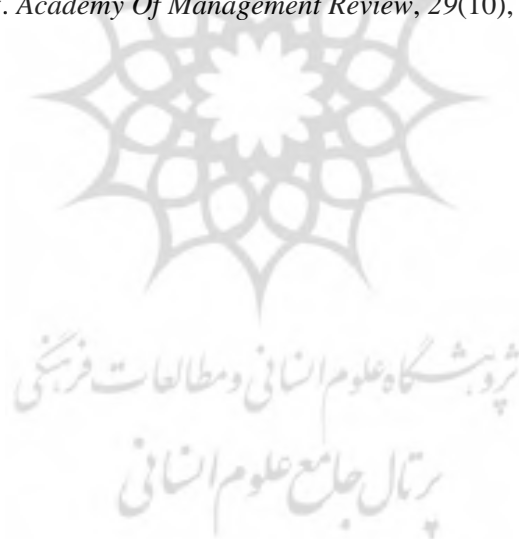 . Academy Of Management Review, 29(10),
پژوهشگاه علوم انسانی و مطالعات فرهنگی
پرتال جامع علوم انسانی